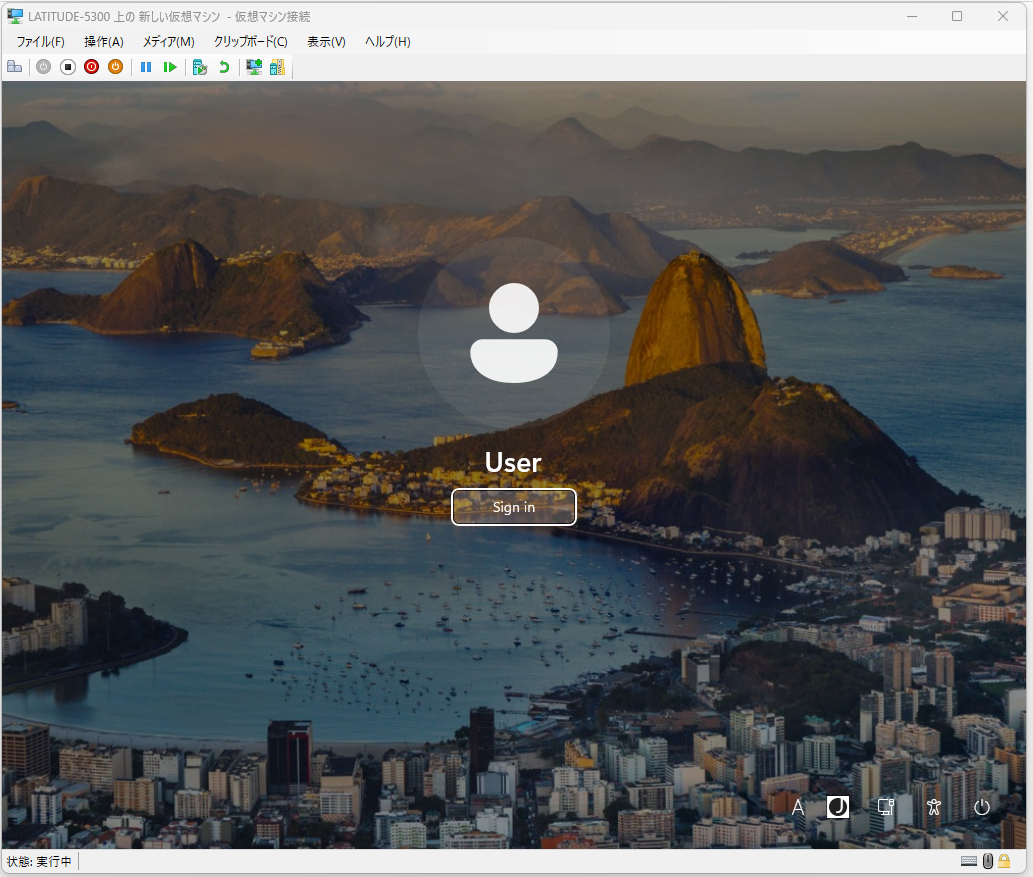 LATITUDE-5300 上の 新しい仮想マシン - 仮想マシン接続
ファイル(F) 操作(A) メディア(M) クリップボード(C) 表示(V) ヘルプ(H)
User
Sign in
A
状態: 実行中